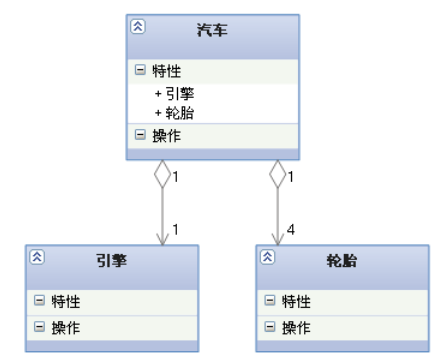 汽车
特性
+ 引擎
+ 轮胎
操作
1 1
1 4
引擎 轮胎
特性 特性
操作 操作